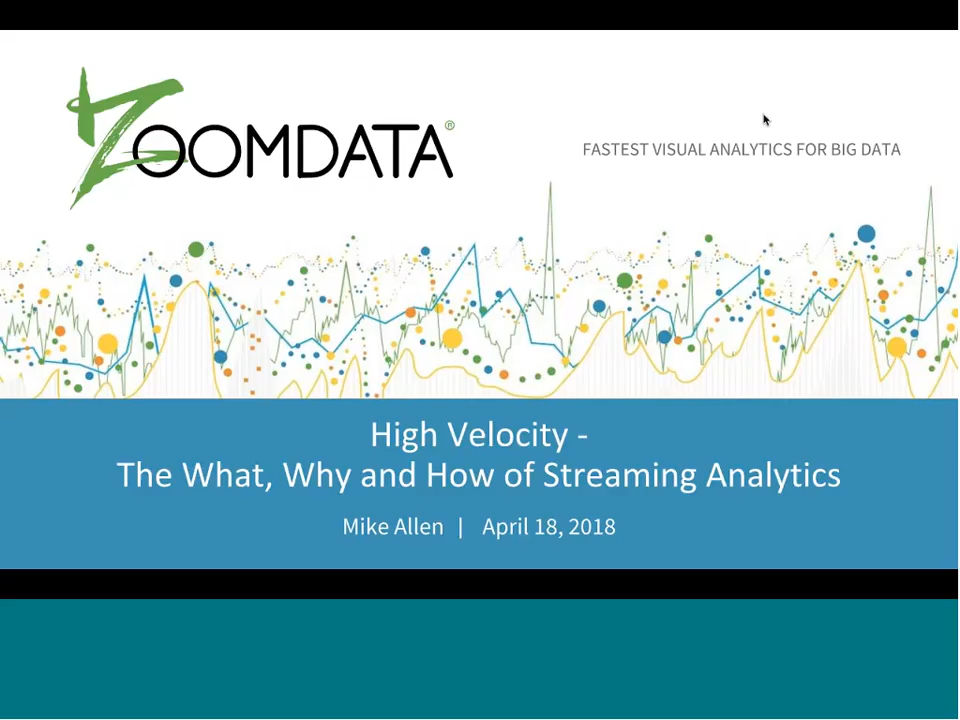 ZOOMDATA®
FASTEST VISUAL ANALYTICS FOR BIG DATA
High Velocity -
The What, Why and How of Streaming Analytics
Mike Allen | April 18, 2018